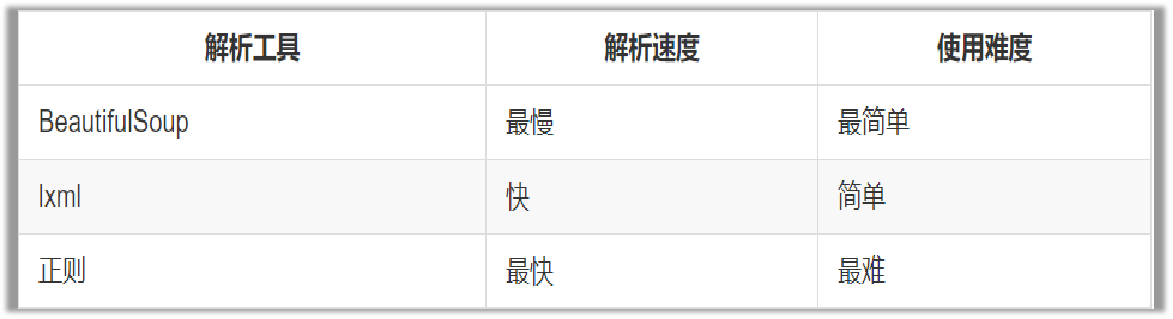 解析工具 解析速度 使用难度
BeautifulSoup 最慢 最简单
lxml 快 简单
正则 最快 最难